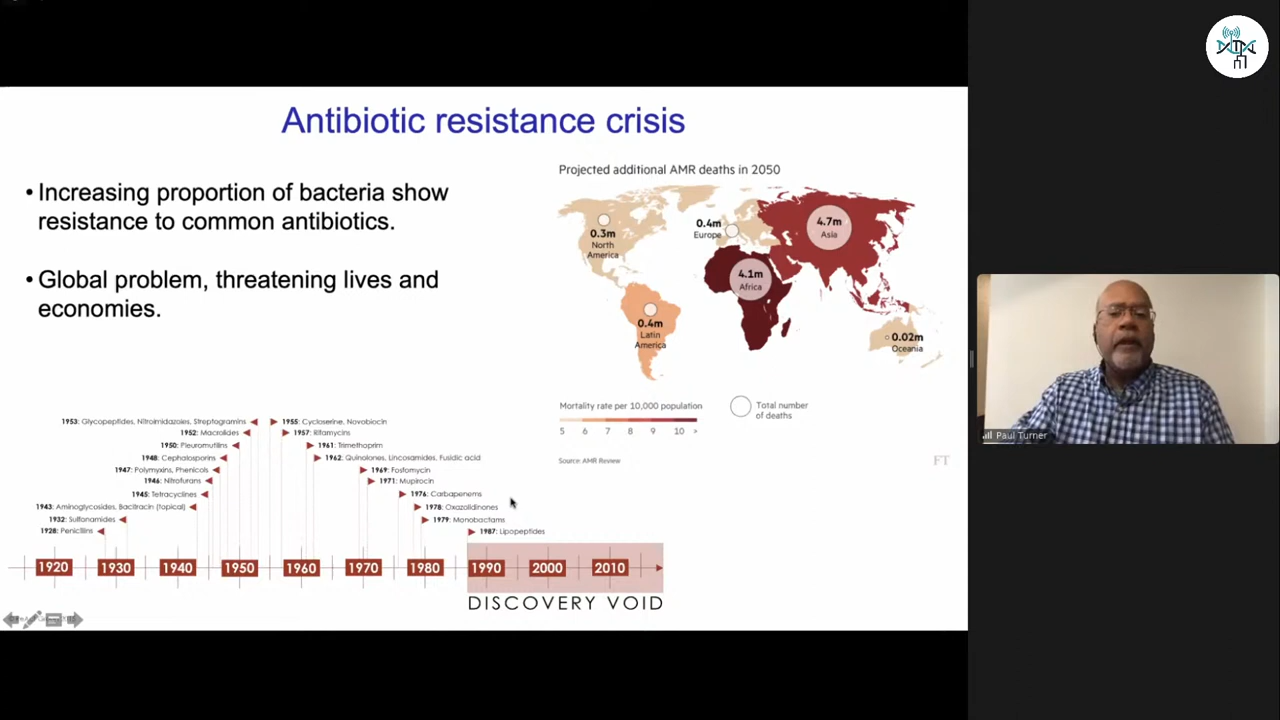 Antibiotic resistance crisis
• Increasing proportion of bacteria show
resistance to common antibiotics.
• Global problem, threatening lives and
economies.
Projected additional AMR deaths in 2050
0.3m
North
America
0.4m
Europe
4.7m
Asia
4.1m
Africa
0.4m
Latin
America
0.02m
Oceania
Mortality rate per 10,000 population
5 6 7 8 9 10 >
Total number
of deaths
Source: AMR Review
FT
1953: Glycopeptides, Nitroimidazoles, Streptogramins
1952: Macrolides
1950: Pleuromutilins
1948: Cephalosporins
1947: Polymyxins, Phenicols
1946: Nitrofurans
1945: Tetracyclines
1943: Aminoglycosides, Bacitracin (topical)
1932: Sulfanamides
1928: Penicillins
1955: Cycloserine, Novobiocin
1957: Rifamycins
1961: Trimethoprim
1962: Quinolones, Lincosamides, Fusidic acid
1969: Fosfomycin
1971: Mupirocin
1976: Carbapenems
1978: Oxazolidinones
1979: Monobactams
1987: Lipopeptides
1920 1930 1940 1950 1960 1970 1980 1990 2000 2010
DISCOVERY VOID
Paul Turner